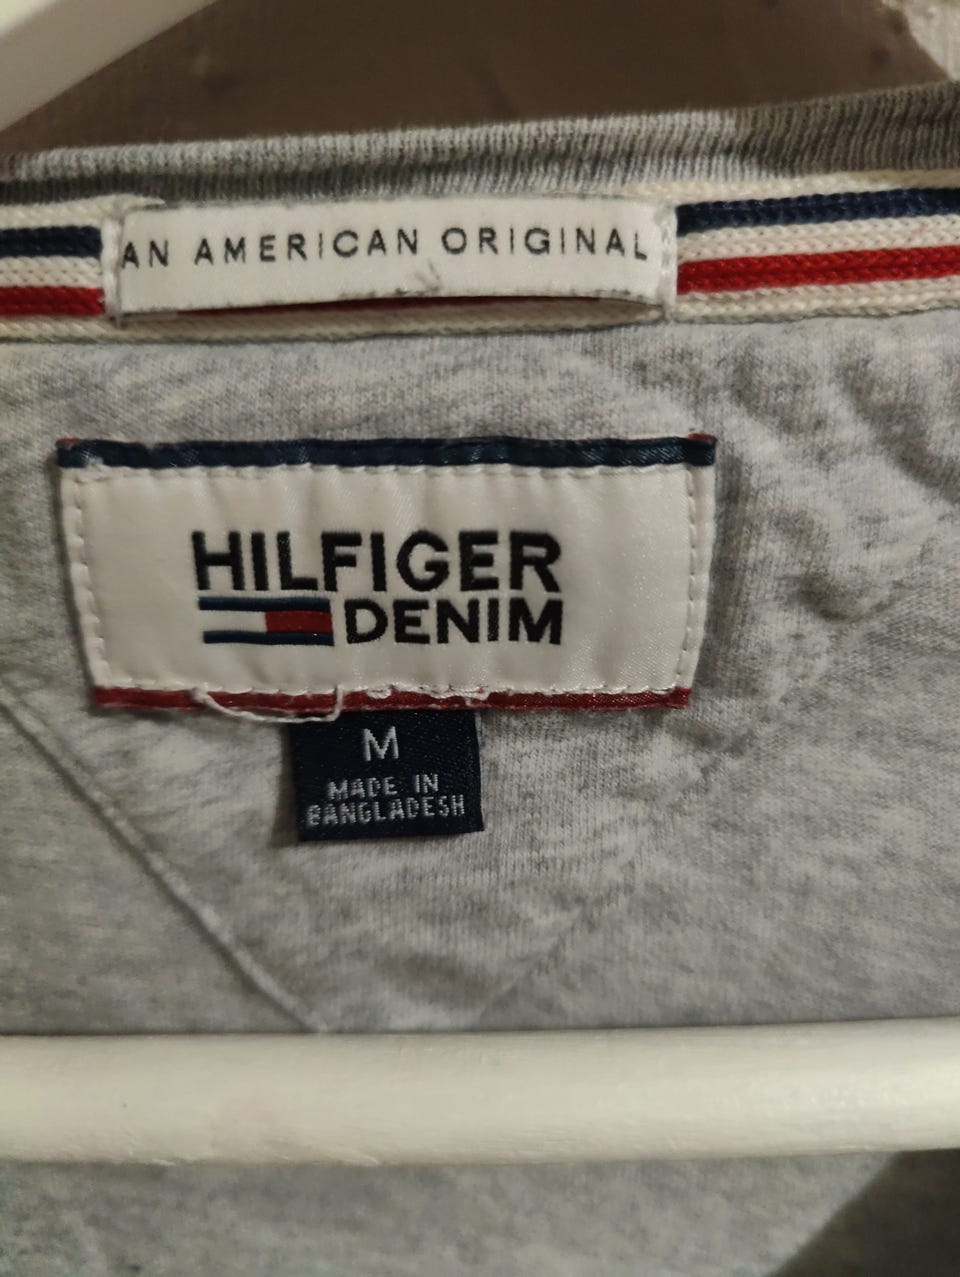 AN AMERICAN ORIGINAL
HILFIGER
DENIM
M
MADE IN
BANGLADESH